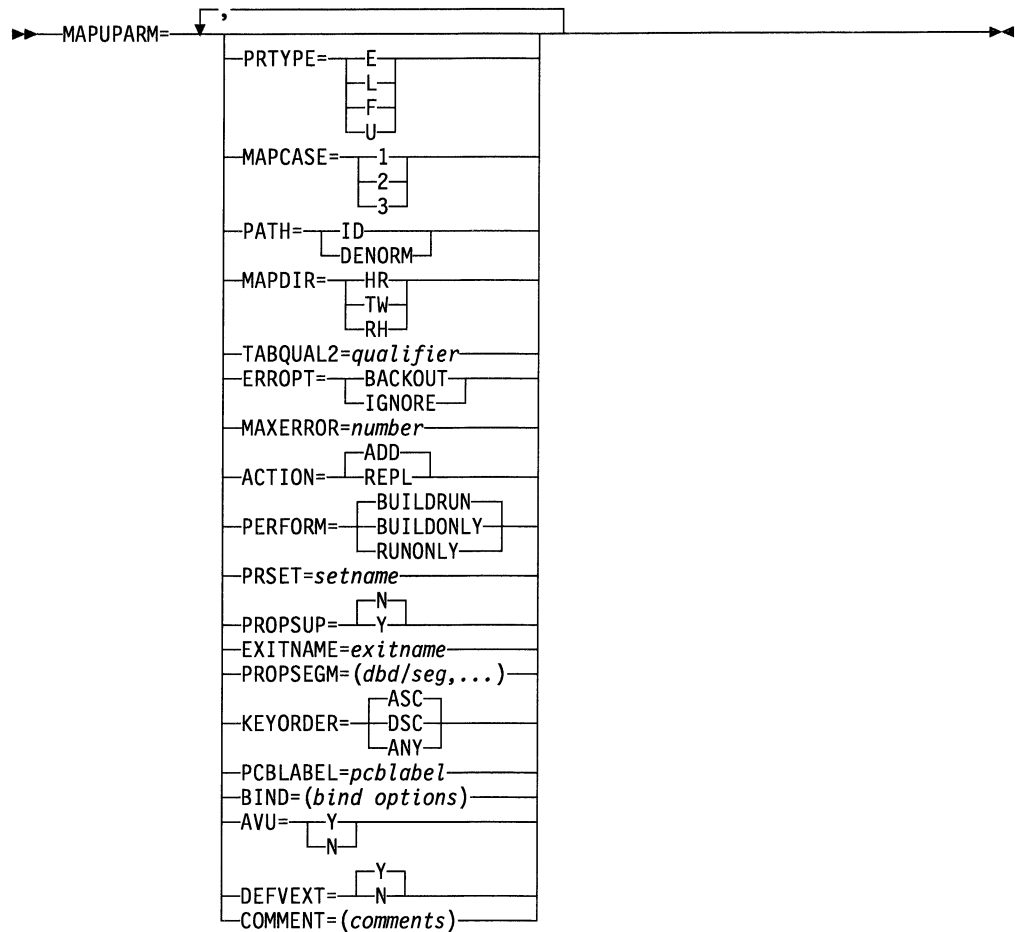 ,
MAPUPARM=
PRTYPE= E
L
F
U
MAPCASE= 1
2
3
PATH= ID
DENORM
MAPDIR= HR
TW
RH
TABQUAL2=qualifier
ERROPT= BACKOUT
IGNORE
MAXERROR=number
ADD
ACTION= REPL
BUILDRUN
PERFORM= BUILDONLY
RUNONLY
PRSET=setname
N
PROPSUP= Y
EXITNAME=exitname
PROPSEGM=(dbd/seg,...)
ASC
KEYORDER= DSC
ANY
PCBLABEL=pcblabel
BIND=(bind options)
AVU= Y
N
Y
DEFVEXT= N
COMMENT=(comments)